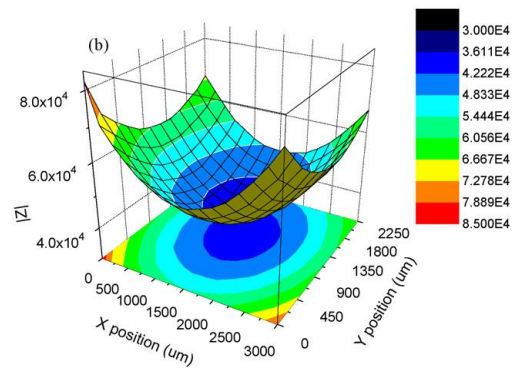 (b)
8.0x10⁴
6.0x10⁴
4.0x10⁴
|Z|
0
500
1000
1500
2000
2500
3000
X position (um)
0
450
900
1350
1800
2250
Y position (um)
3.000E4
3.611E4
4.222E4
4.833E4
5.444E4
6.056E4
6.667E4
7.278E4
7.889E4
8.500E4